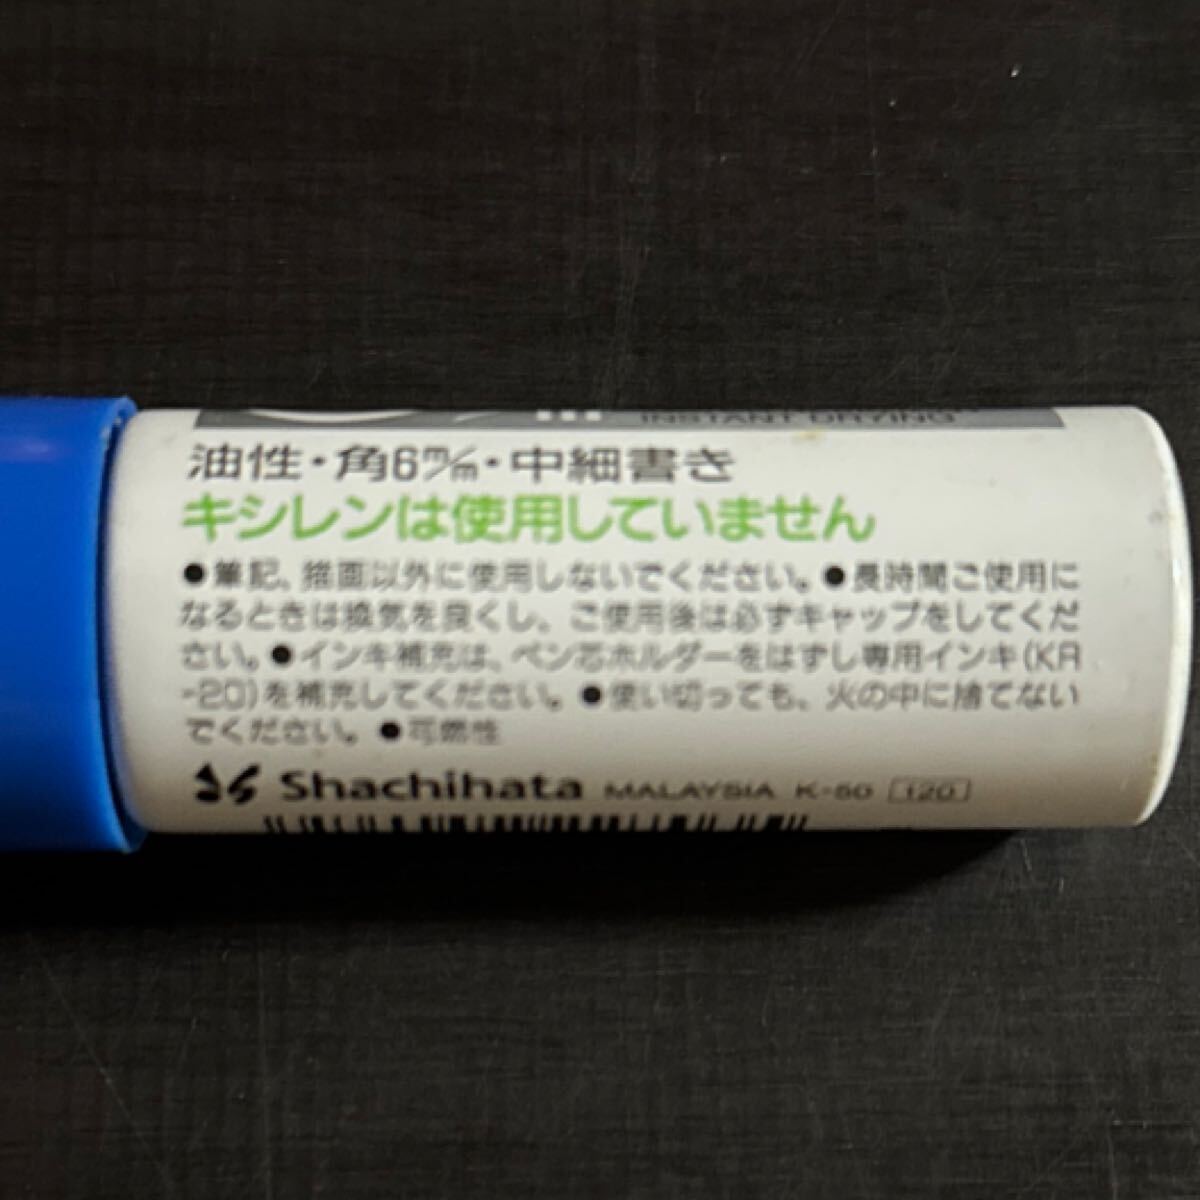 INSTANT DRYING
油性・角6m/m・中細書き
キシレンは使用していません
●筆記、描画以外に使用しないでください。●長時間ご使用に
なるときは換気を良くし、ご使用後は必ずキャップをしてくだ
さい。●インキ補充は、ペン芯ホルダーをはずし専用インキ(KR
-20)を補充してください。●使い切っても、火の中に捨てない
でください。●可燃性
Shachihata MALAYSIA K-50 120